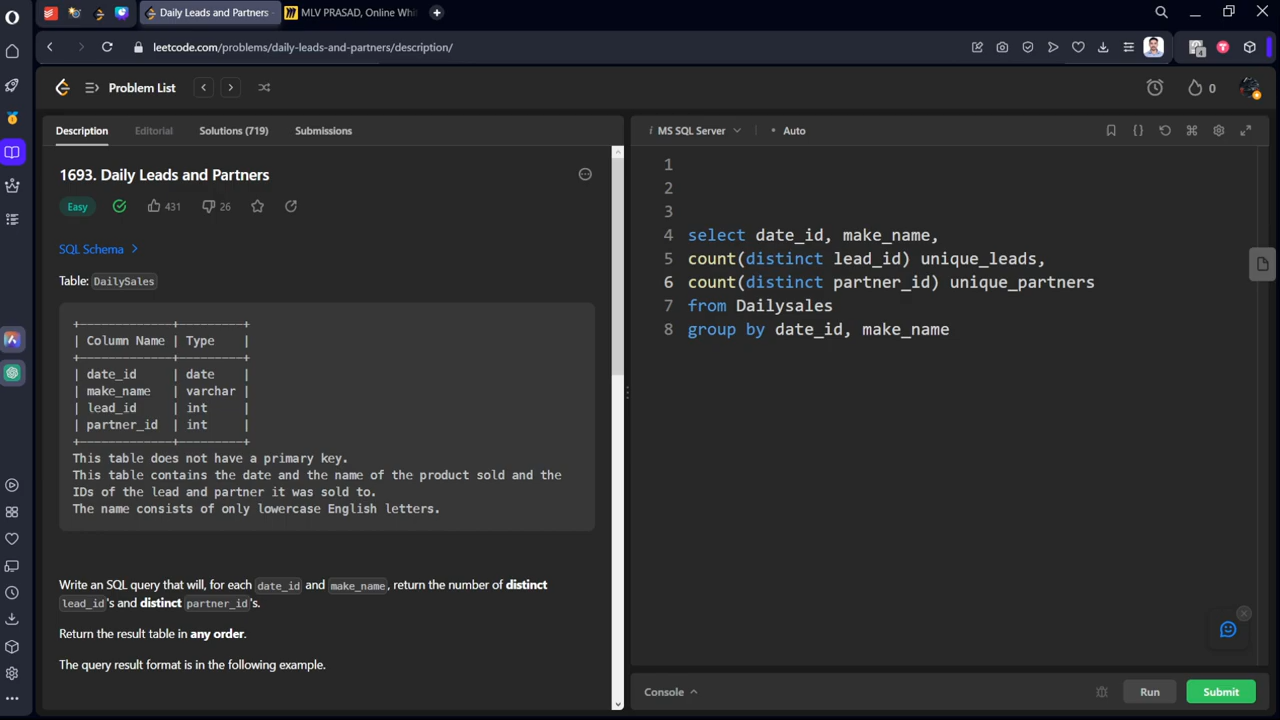 Daily Leads and Partners
MLV PRASAD, Online Whi
leetcode.com/problems/daily-leads-and-partners/description/
4
Problem List
0
Description
Editorial
Solutions (719)
Submissions
1693. Daily Leads and Partners
Easy
431
26
SQL Schema
Table: DailySales
+-------------+---------+
| Column Name | Type    |
+-------------+---------+
| date_id     | date    |
| make_name   | varchar |
| lead_id     | int     |
| partner_id  | int     |
+-------------+---------+
This table does not have a primary key.
This table contains the date and the name of the product sold and the
IDs of the lead and partner it was sold to.
The name consists of only lowercase English letters.
Write an SQL query that will, for each date_id and make_name, return the number of distinct
lead_id's and distinct partner_id's.
Return the result table in any order.
The query result format is in the following example.
i MS SQL Server
• Auto
1
2
3
4 select date_id, make_name,
5 count(distinct lead_id) unique_leads,
6 count(distinct partner_id) unique_partners
7 from Dailysales
8 group by date_id, make_name
Console
Run
Submit